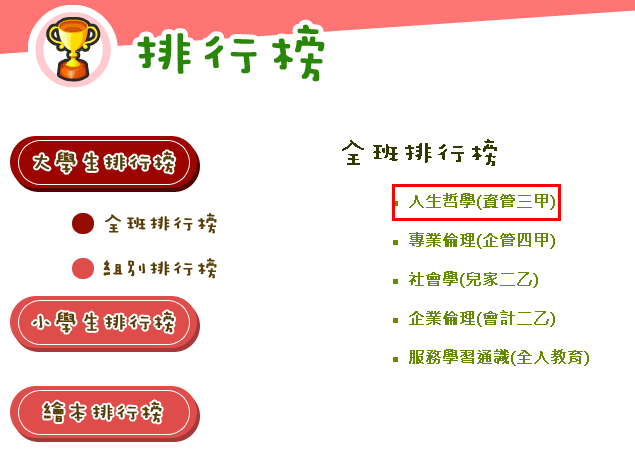 排行榜
大學生排行榜
全班排行榜
組別排行榜
小學生排行榜
繪本排行榜
全班排行榜
人生哲學(資管三甲)
專業倫理(企管四甲)
社會學(兒家二乙)
企業倫理(會計二乙)
服務學習通識(全人教育)